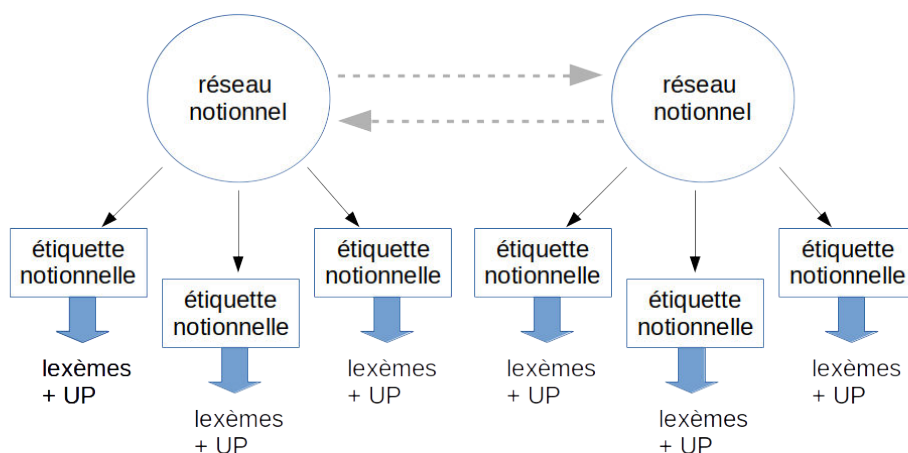 réseau
notionnel
réseau
notionnel
étiquette
notionnelle
étiquette
notionnelle
étiquette
notionnelle
étiquette
notionnelle
étiquette
notionnelle
étiquette
notionnelle
lexèmes
+ UP
lexèmes
+ UP
lexèmes
+ UP
lexèmes
+ UP
lexèmes
+ UP
lexèmes
+ UP